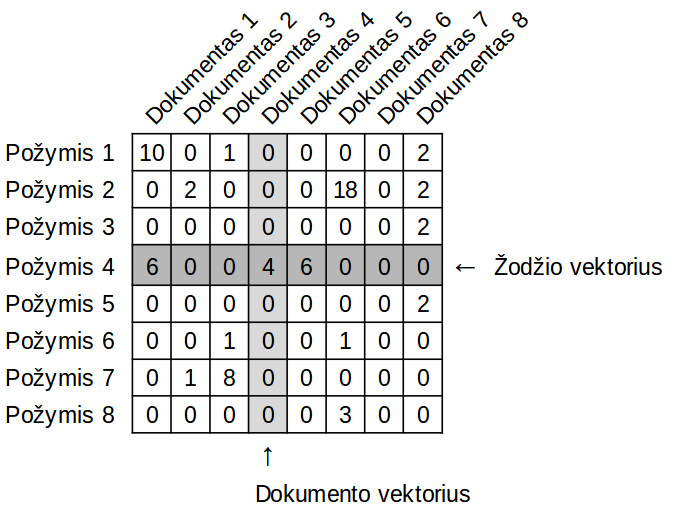 Dokumentas 1
Dokumentas 2
Dokumentas 3
Dokumentas 4
Dokumentas 5
Dokumentas 6
Dokumentas 7
Dokumentas 8
Požymis 1 10 0 1 0 0 0 0 2
Požymis 2 0 2 0 0 0 18 0 2
Požymis 3 0 0 0 0 0 0 0 2
Požymis 4 6 0 0 4 6 0 0 0 ← Žodžio vektorius
Požymis 5 0 0 0 0 0 0 0 2
Požymis 6 0 0 1 0 0 1 0 0
Požymis 7 0 1 8 0 0 0 0 0
Požymis 8 0 0 0 0 0 3 0 0
↑
Dokumento vektorius